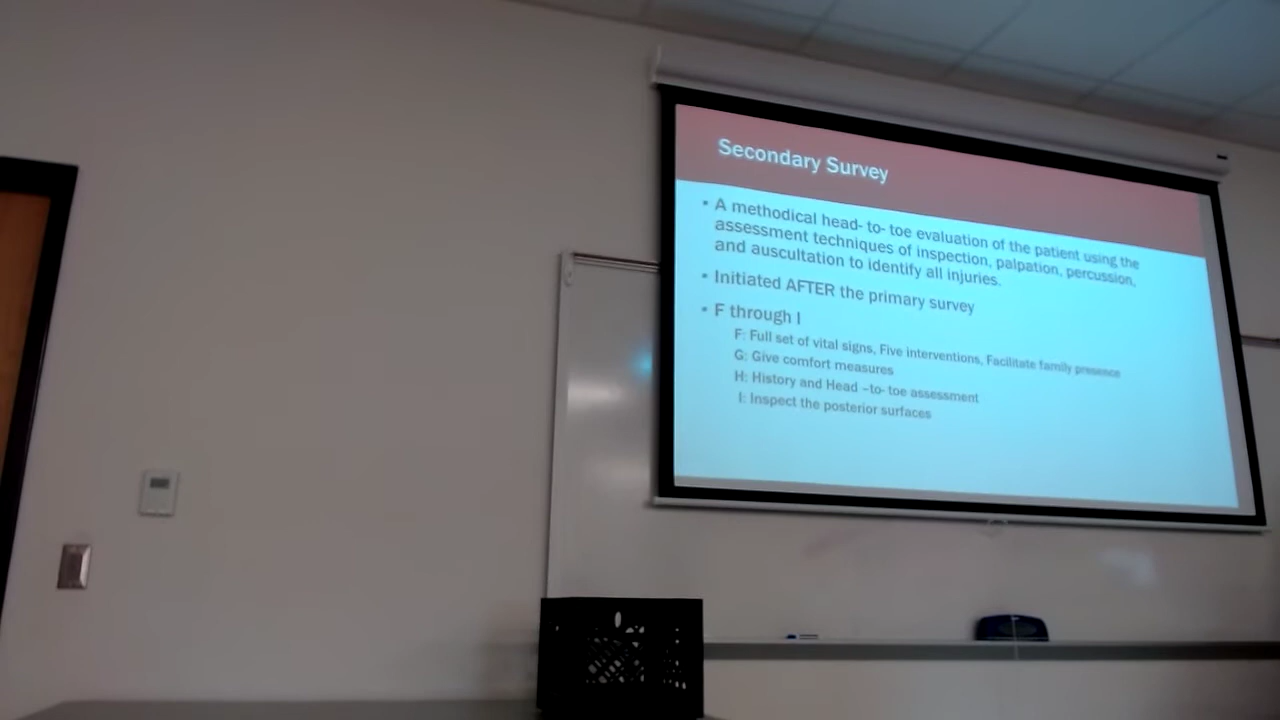 Secondary Survey
• A methodical head- to- toe evaluation of the patient using the
assessment techniques of inspection, palpation, percussion,
and auscultation to identify all injuries.
• Initiated AFTER the primary survey
• F through I
F: Full set of vital signs, Five interventions, Facilitate family presence
G: Give comfort measures
H: History and Head –to- toe assessment
I: Inspect the posterior surfaces